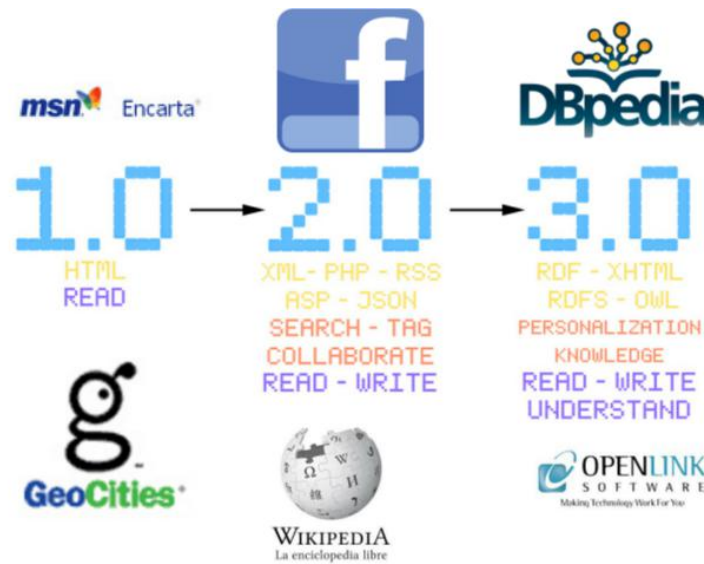 msn Encarta®
1.0
HTML
READ
g
GeoCities
f
2.0
XML- PHP - RSS
ASP - JSON
SEARCH - TAG
COLLABORATE
READ - WRITE
Ω W
И
WIKIPEDIA
La enciclopedia libre
DBpedia
3.0
RDF - XHTML
RDFS - OWL
PERSONALIZATION
KNOWLEDGE
READ - WRITE
UNDERSTAND
OPENLINK
SOFTWARE
Making Technology Work For You